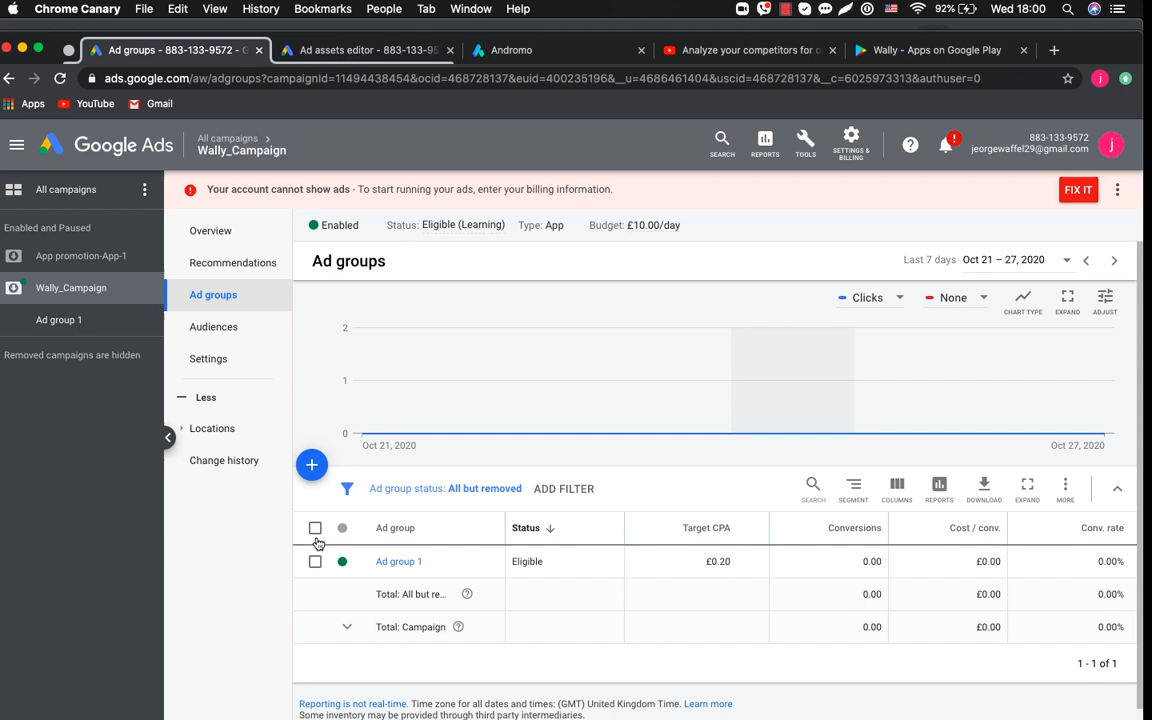 Chrome Canary File Edit View History Bookmarks People Tab Window Help 92% Wed 18:00
Ad groups - 883-133-9572 - G
Ad assets editor - 883-133-95
Andromo
Analyze your competitors for
Wally - Apps on Google Play
ads.google.com/aw/adgroups?campaignId=11494438454&ocid=468728137&euid=400235196&__u=4686461404&uscid=468728137&__c=6025973313&authuser=0
Apps YouTube Gmail
Google Ads
All campaigns
Wally_Campaign
SEARCH
REPORTS
TOOLS
SETTINGS & BILLING
883-133-9572
jeorgewaffel29@gmail.com
j
All campaigns
Your account cannot show ads - To start running your ads, enter your billing information.
FIX IT
Enabled and Paused
App promotion-App-1
Wally_Campaign
Ad group 1
Removed campaigns are hidden
Overview
Recommendations
Ad groups
Audiences
Settings
Less
Locations
Change history
Enabled Status: Eligible (Learning) Type: App Budget: £10.00/day
Ad groups
Last 7 days Oct 21 – 27, 2020
Clicks None
CHART TYPE EXPAND ADJUST
2
1
0
Oct 21, 2020 Oct 27, 2020
Ad group status: All but removed ADD FILTER
SEARCH SEGMENT COLUMNS REPORTS DOWNLOAD EXPAND MORE
Ad group Status Target CPA Conversions Cost / conv. Conv. rate
Ad group 1 Eligible £0.20 0.00 £0.00 0.00%
Total: All but re... 0.00 £0.00 0.00%
Total: Campaign 0.00 £0.00 0.00%
1 - 1 of 1
Reporting is not real-time. Time zone for all dates and times: (GMT) United Kingdom Time. Learn more
Some inventory may be provided through third party intermediaries.